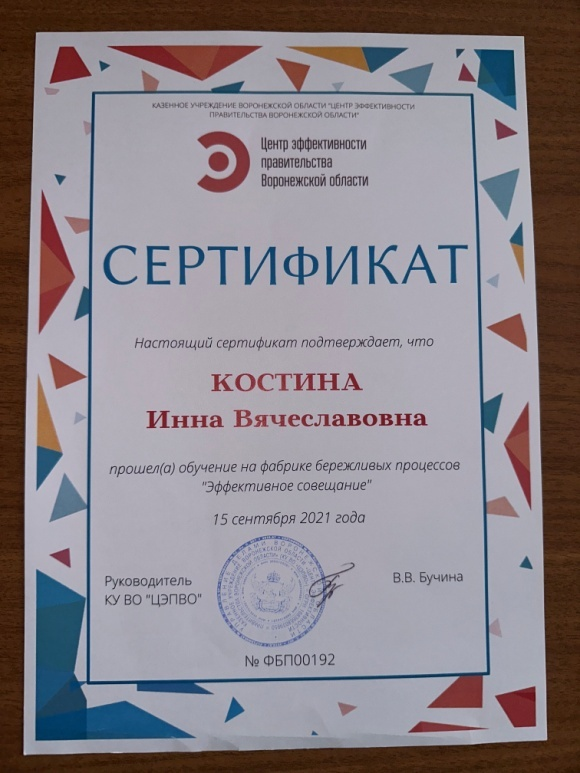 КАЗЕННОЕ УЧРЕЖДЕНИЕ ВОРОНЕЖСКОЙ ОБЛАСТИ "ЦЕНТР ЭФФЕКТИВНОСТИ
ПРАВИТЕЛЬСТВА ВОРОНЕЖСКОЙ ОБЛАСТИ"
Центр эффективности
правительства
Воронежской области
СЕРТИФИКАТ
Настоящий сертификат подтверждает, что
КОСТИНА
Инна Вячеславовна
прошел(а) обучение на фабрике бережливых процессов
"Эффективное совещание"
15 сентября 2021 года
Руководитель
КУ ВО "ЦЭПВО"
В.В. Бучина
№ ФБП00192